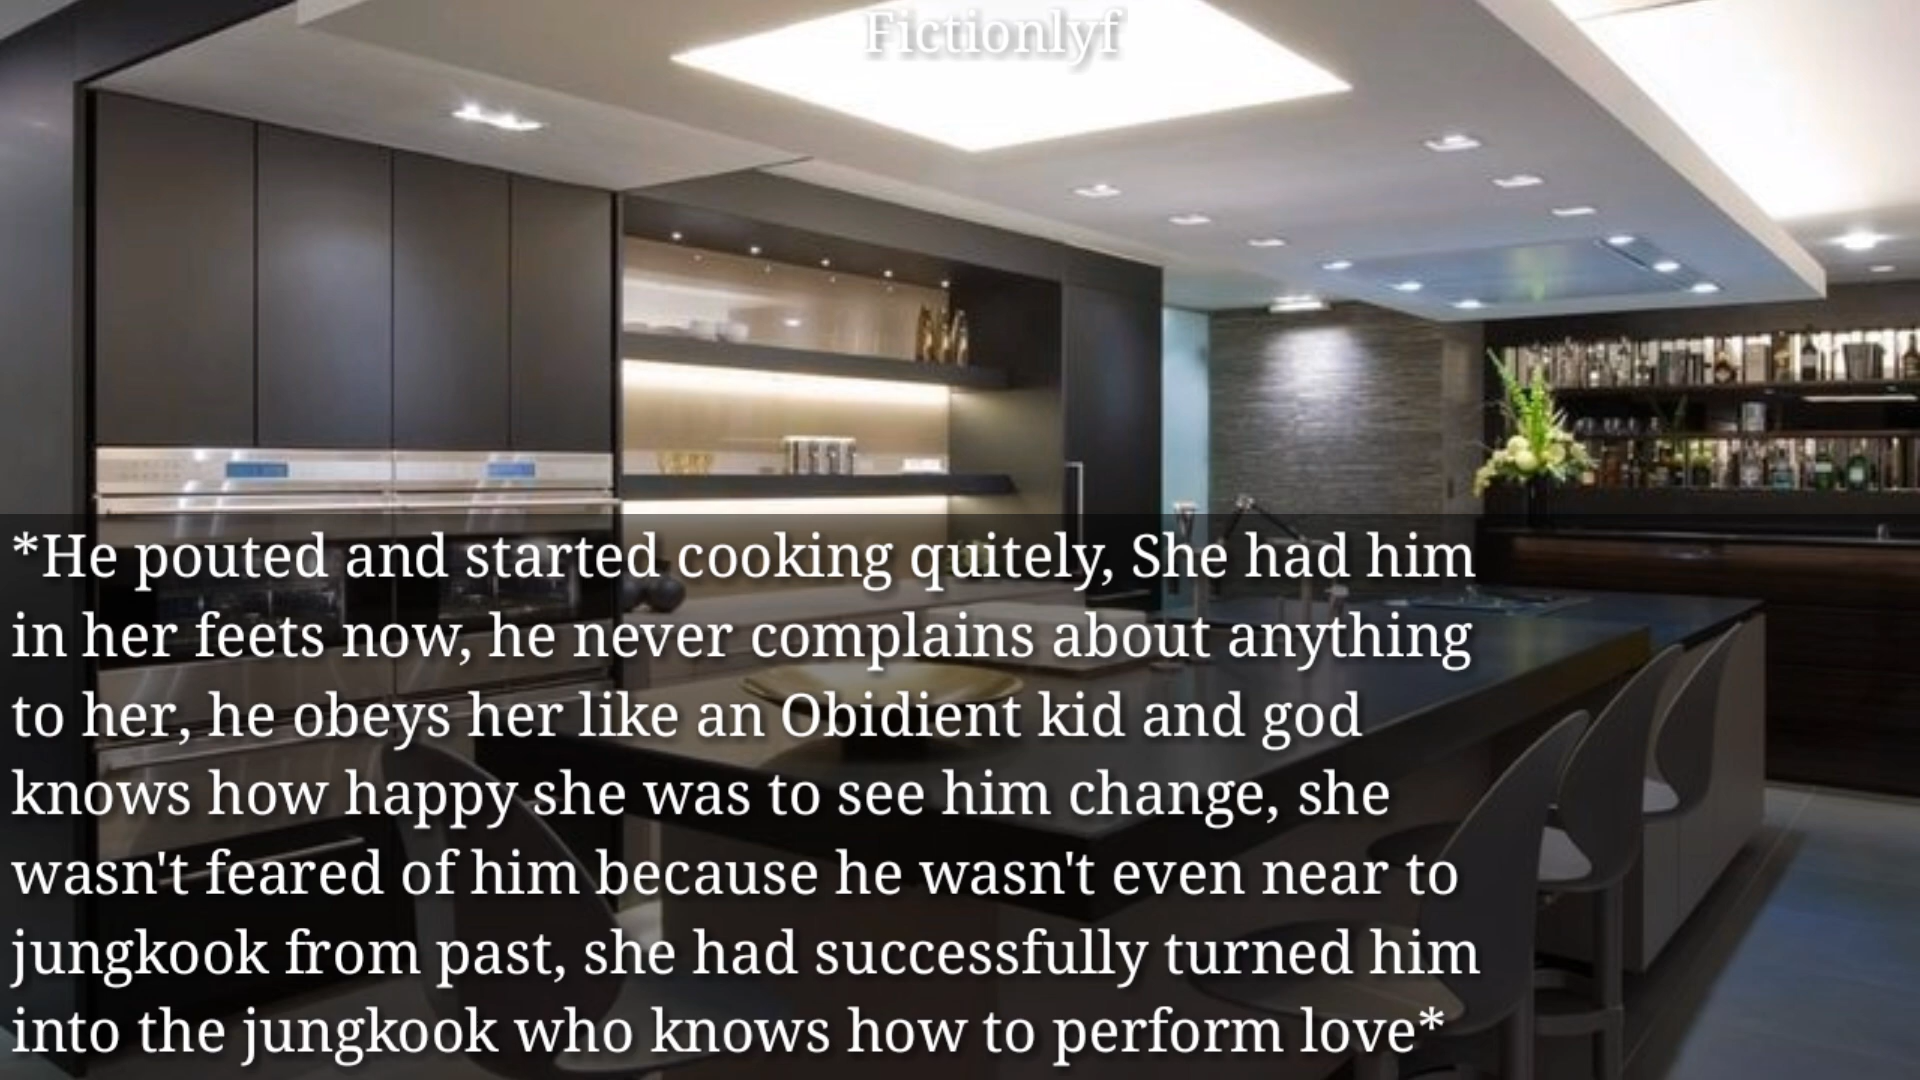 Fictionlyf
*He pouted and started cooking quitely, She had him
in her feets now, he never complains about anything
to her, he obeys her like an Obidient kid and god
knows how happy she was to see him change, she
wasn't feared of him because he wasn't even near to
jungkook from past, she had successfully turned him
into the jungkook who knows how to perform love*